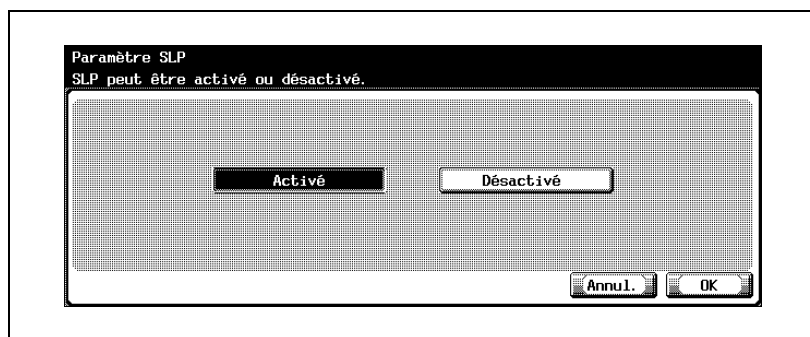 Paramètre SLP
SLP peut être activé ou désactivé.
Activé Désactivé
Annul. OK